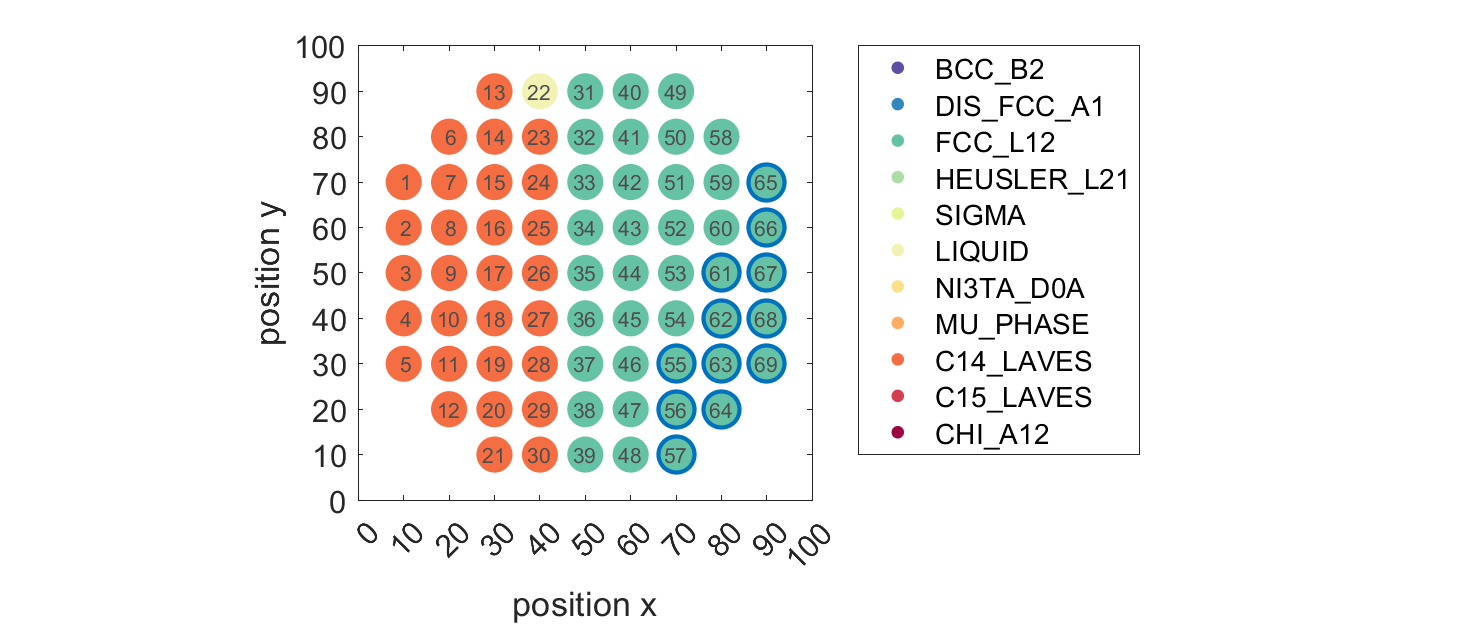 100
90
80
70
60
50
40
30
20
10
0
position y
13 22 31 40 49
6 14 23 32 41 50 58
1 7 15 24 33 42 51 59 65
2 8 16 25 34 43 52 60 66
3 9 17 26 35 44 53 61 67
4 10 18 27 36 45 54 62 68
5 11 19 28 37 46 55 63 69
12 20 29 38 47 56 64
21 30 39 48 57
0 10 20 30 40 50 60 70 80 90 100
position x
BCC_B2
DIS_FCC_A1
FCC_L12
HEUSLER_L21
SIGMA
LIQUID
NI3TA_D0A
MU_PHASE
C14_LAVES
C15_LAVES
CHI_A12